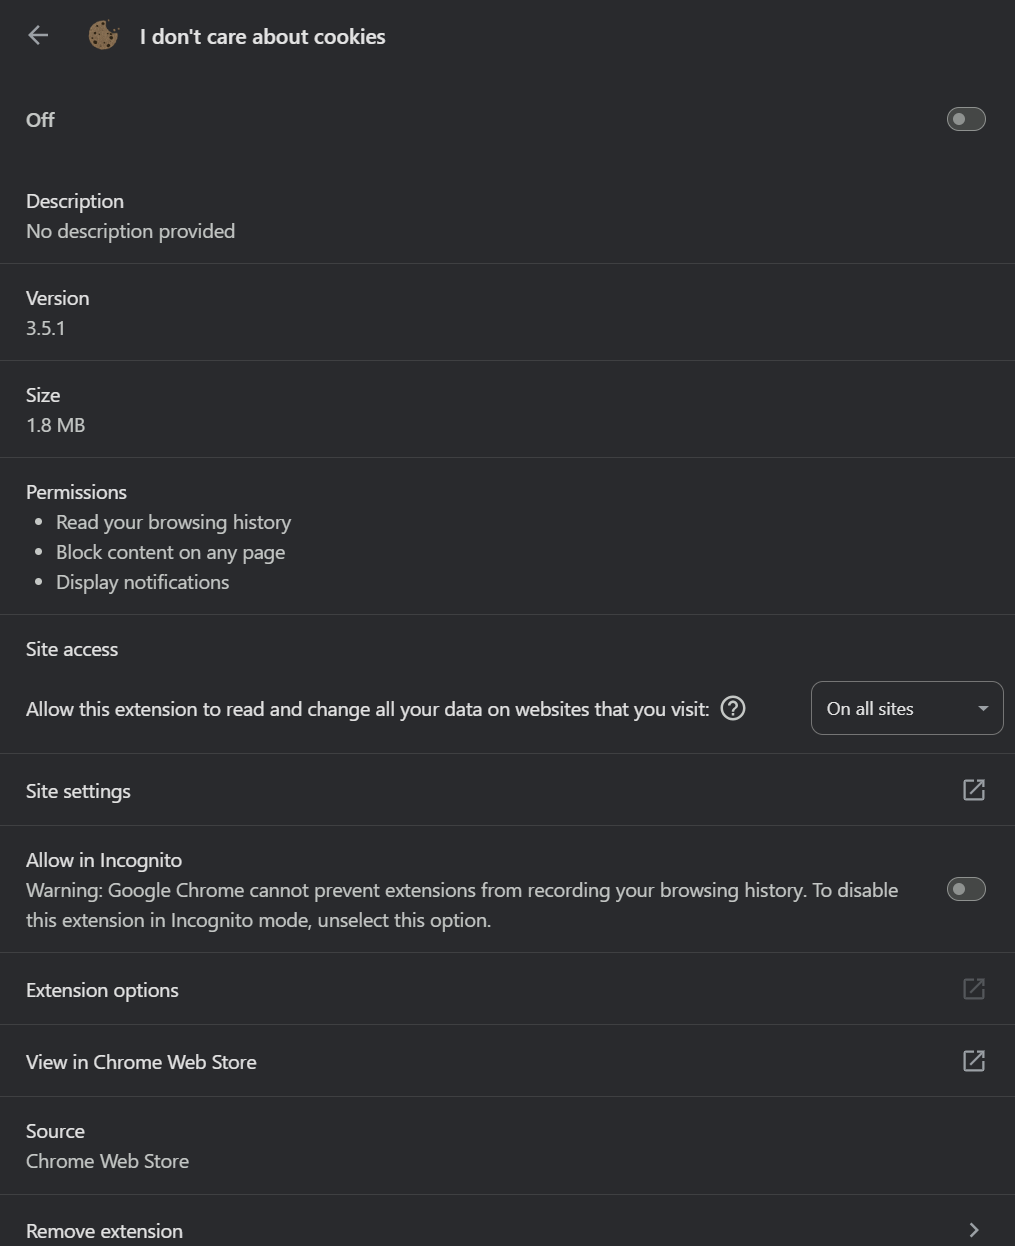 I don't care about cookies
Off
Description
No description provided
Version
3.5.1
Size
1.8 MB
Permissions
• Read your browsing history
• Block content on any page
• Display notifications
Site access
Allow this extension to read and change all your data on websites that you visit: On all sites
Site settings
Allow in Incognito
Warning: Google Chrome cannot prevent extensions from recording your browsing history. To disable
this extension in Incognito mode, unselect this option.
Extension options
View in Chrome Web Store
Source
Chrome Web Store
Remove extension